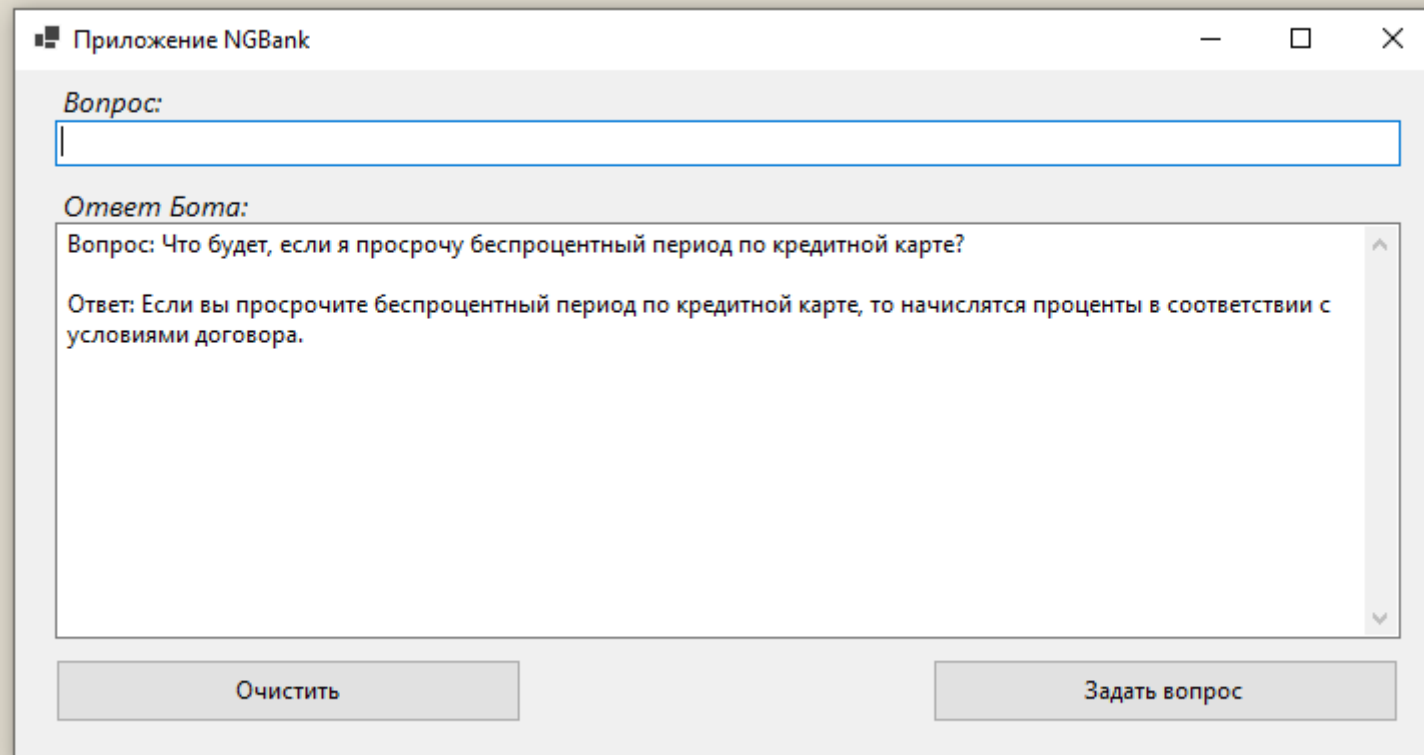 Приложение NGBank
Вопрос:
Ответ Бота:
Вопрос: Что будет, если я просрочу беспроцентный период по кредитной карте?
Ответ: Если вы просрочите беспроцентный период по кредитной карте, то начислятся проценты в соответствии с
условиями договора.
Очистить
Задать вопрос